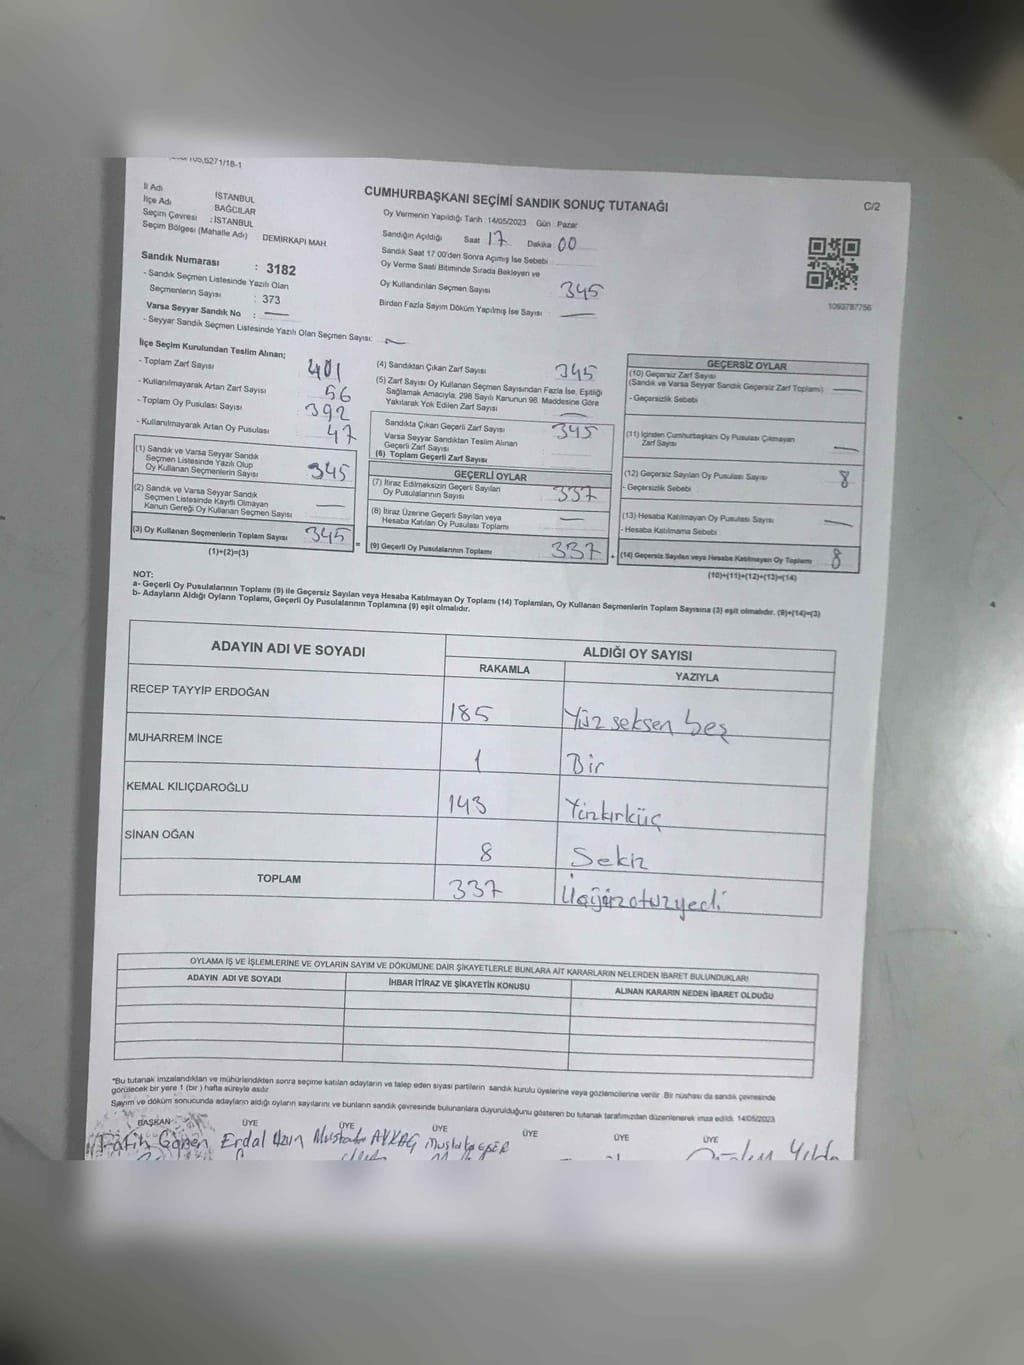 105,6271/18-1
CUMHURBAŞKANI SEÇİMİ SANDIK SONUÇ TUTANAĞI
C/2
İl Adı İSTANBUL
İlçe Adı BAĞCILAR
Seçim Çevresi : İSTANBUL
Seçim Bölgesi (Mahalle Adı) DEMİRKAPI MAH.
Oy Vermenin Yapıldığı Tarih :14/05/2023 Gün : Pazar
Sandığın Açıldığı Saat 17 Dakika 00
Sandık Saat 17.00'den Sonra Açılmış İse Sebebi
Oy Verme Saati Bitiminde Sırada Bekleyen ve
Oy Kullandırılan Seçmen Sayısı 345
Birden Fazla Sayım Döküm Yapılmış İse Sayısı —
1093787756
Sandık Numarası : 3182
- Sandık Seçmen Listesinde Yazılı Olan
Seçmenlerin Sayısı : 373
Varsa Seyyar Sandık No : —
- Seyyar Sandık Seçmen Listesinde Yazılı Olan Seçmen Sayısı: —
İlçe Seçim Kurulundan Teslim Alınan;
- Toplam Zarf Sayısı 401
- Kullanılmayarak Artan Zarf Sayısı 56
- Toplam Oy Pusulası Sayısı 392
- Kullanılmayarak Artan Oy Pusulası 47
(1) Sandık ve Varsa Seyyar Sandık
Seçmen Listesinde Yazılı Olup
Oy Kullanan Seçmenlerin Sayısı 345
(2) Sandık ve Varsa Seyyar Sandık
Seçmen Listesinde Kayıtlı Olmayan
Kanun Gereği Oy Kullanan Seçmen Sayısı —
(3) Oy Kullanan Seçmenlerin Toplam Sayısı 345
(1)+(2)=(3)
(4) Sandıktan Çıkan Zarf Sayısı 345
(5) Zarf Sayısı Oy Kullanan Seçmen Sayısından Fazla İse, Eşitliği
Sağlamak Amacıyla; 298 Sayılı Kanunun 98. Maddesine Göre
Yakılarak Yok Edilen Zarf Sayısı —
Sandıkta Çıkan Geçerli Zarf Sayısı 345
Varsa Seyyar Sandıktan Teslim Alınan
Geçerli Zarf Sayısı
(6) Toplam Geçerli Zarf Sayısı
GEÇERLİ OYLAR
(7) İtiraz Edilmeksizin Geçerli Sayılan
Oy Pusulalarının Sayısı 337
(8) İtiraz Üzerine Geçerli Sayılan veya
Hesaba Katılan Oy Pusulası Toplamı —
= (9) Geçerli Oy Pusulalarının Toplamı 337
GEÇERSİZ OYLAR
(10) Geçersiz Zarf Sayısı
(Sandık ve Varsa Seyyar Sandık Geçersiz Zarf Toplamı) —
- Geçersizlik Sebebi
(11) İçinden Cumhurbaşkanı Oy Pusulası Çıkmayan
Zarf Sayısı —
(12) Geçersiz Sayılan Oy Pusulası Sayısı 8
- Geçersizlik Sebebi
(13) Hesaba Katılmayan Oy Pusulası Sayısı —
- Hesaba Katılmama Sebebi
+ (14) Geçersiz Sayılan veya Hesaba Katılmayan Oy Toplamı 8
(10)+(11)+(12)+(13)=(14)
NOT:
a- Geçerli Oy Pusulalarının Toplamı (9) ile Geçersiz Sayılan veya Hesaba Katılmayan Oy Toplamı (14) Toplamları, Oy Kullanan Seçmenlerin Toplam Sayısına (3) eşit olmalıdır. (9)+(14)=(3)
b- Adayların Aldığı Oyların Toplamı, Geçerli Oy Pusulalarının Toplamına (9) eşit olmalıdır.
ADAYIN ADI VE SOYADI ALDIĞI OY SAYISI
RAKAMLA YAZIYLA
RECEP TAYYİP ERDOĞAN 185 Yüz seksen beş
MUHARREM İNCE 1 Bir
KEMAL KILIÇDAROĞLU 143 Yüzkırküç
SİNAN OĞAN 8 Sekiz
TOPLAM 337 Üçyüzotuzyedi
OYLAMA İŞ VE İŞLEMLERİNE VE OYLARIN SAYIM VE DÖKÜMÜNE DAİR ŞİKAYETLERLE BUNLARA AİT KARARLARIN NELERDEN İBARET BULUNDUKLARI
ADAYIN ADI VE SOYADI İHBAR İTİRAZ VE ŞİKAYETİN KONUSU ALINAN KARARIN NEDEN İBARET OLDUĞU
*Bu tutanak imzalandıktan ve mühürlendikten sonra seçime katılan adayların ve talep eden siyasi partilerin sandık kurulu üyelerine veya gözlemcilerine verilir. Bir nüshası da sandık çevresinde
görülecek bir yere 1 (bir ) hafta süreyle asılır.
Sayım ve döküm sonucunda adayların aldığı oyların sayılarını ve bunların sandık çevresinde bulunanlara duyurulduğunu gösteren bu tutanak tarafımızdan düzenlenerek imza edildi. 14/05/2023
BAŞKAN ÜYE ÜYE ÜYE ÜYE ÜYE ÜYE
Fatih Gönen Erdal Mustafa Mustafa